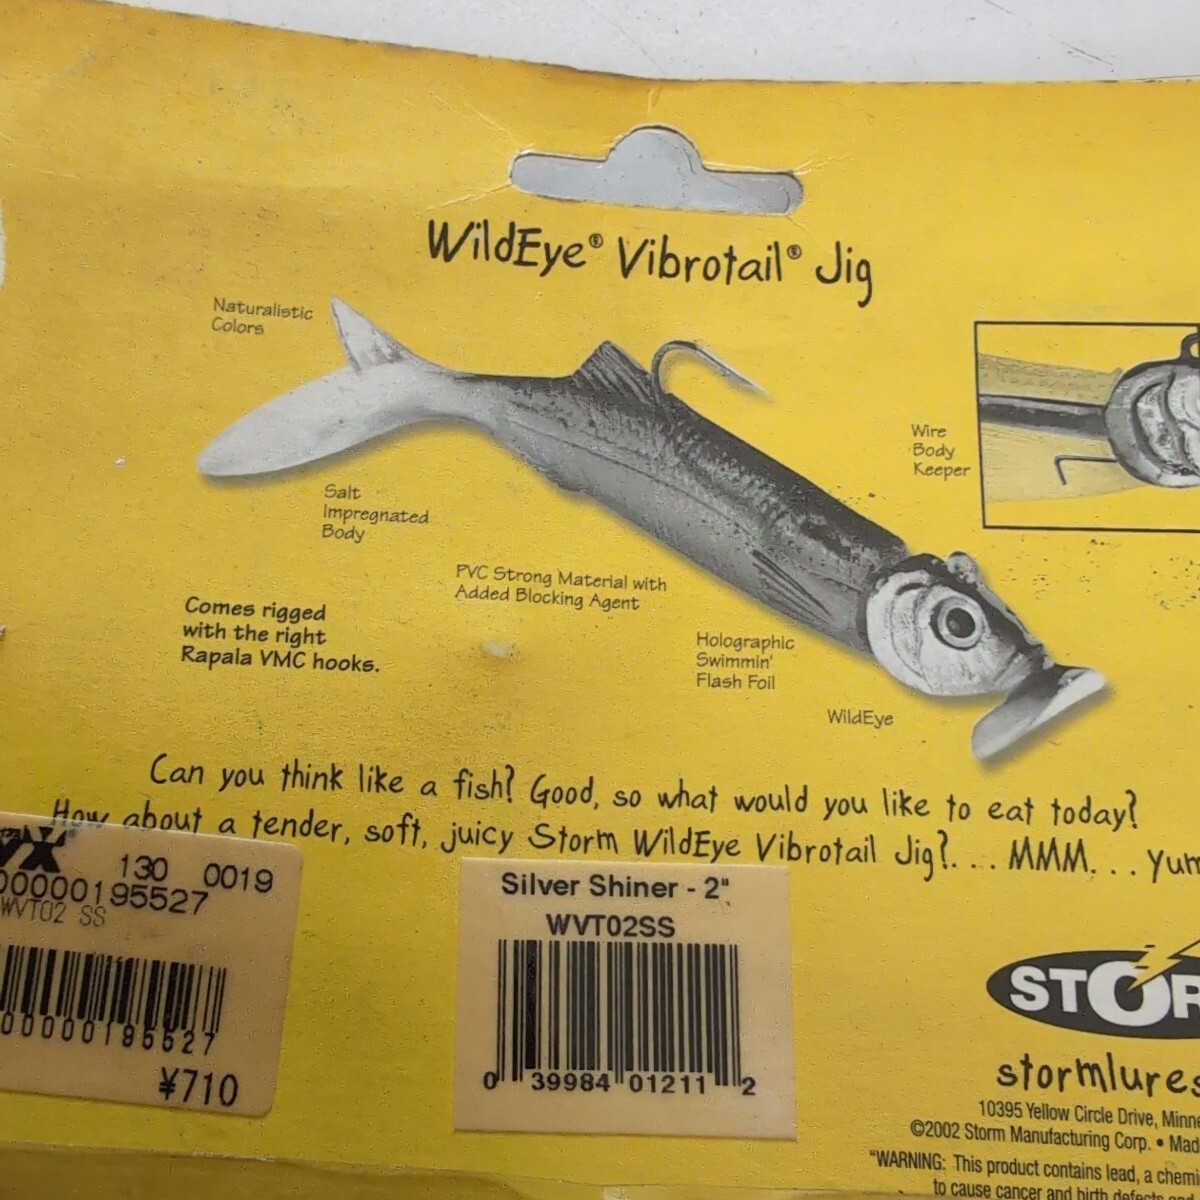 WildEye® Vibrotail® Jig
Naturalistic
Colors
Wire
Body
Keeper
Salt
Impregnated
Body
PVC Strong Material with
Added Blocking Agent
Comes rigged
with the right
Rapala VMC hooks.
Holographic
Swimmin'
Flash Foil
WildEye
Can you think like a fish? Good, so what would you like to eat today?
How about a tender, soft, juicy Storm WildEye Vibrotail Jig?. . . MMM. . . Yum
130 0019
00000195527
WVT02 SS
00000195527
¥710
Silver Shiner - 2"
WVT02SS
0 39984 01211 2
STOR
stormlures
10395 Yellow Circle Drive, Minne
©2002 Storm Manufacturing Corp. • Mad
"WARNING: This product contains lead, a chemi
to cause cancer and birth defects